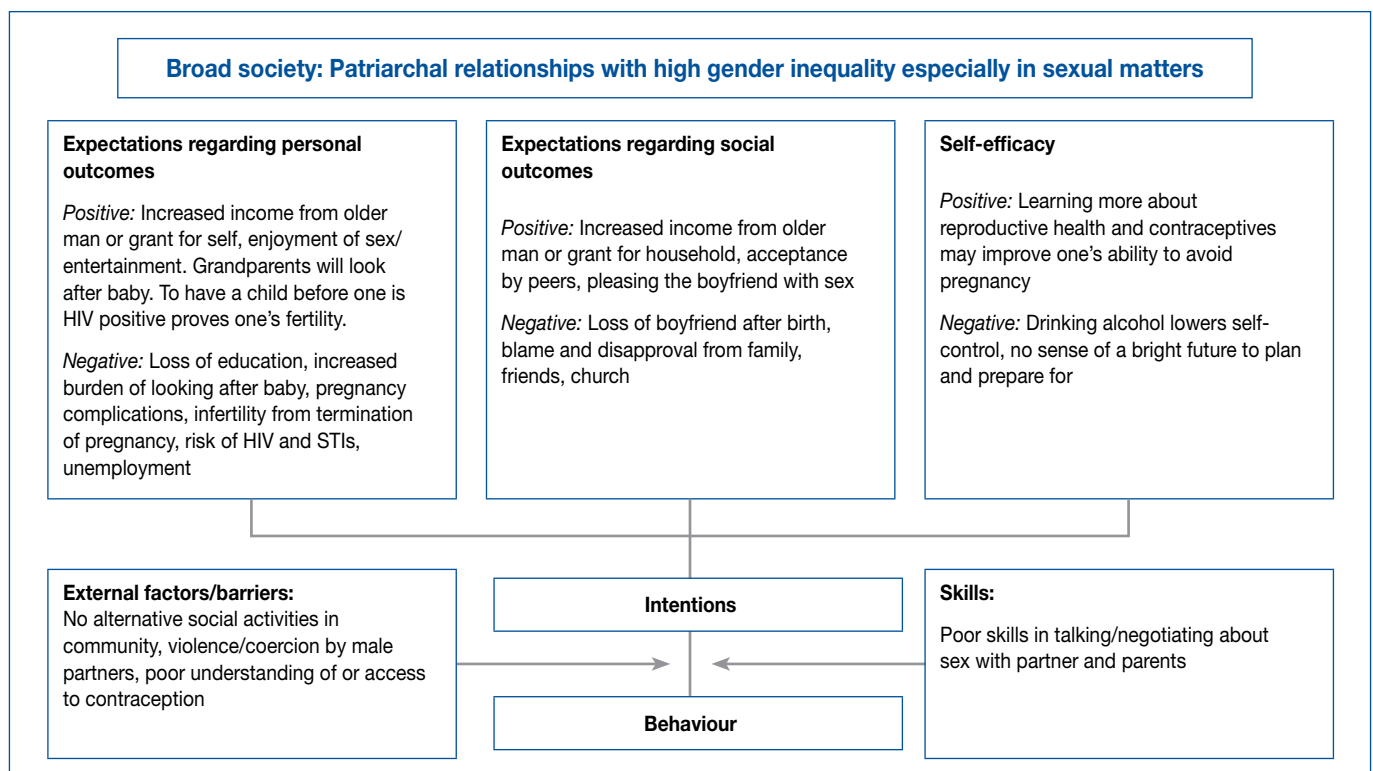 Broad society: Patriarchal relationships with high gender inequality especially in sexual matters
Expectations regarding personal
outcomes
Positive: Increased income from older
man or grant for self, enjoyment of sex/
entertainment. Grandparents will look
after baby. To have a child before one is
HIV positive proves one’s fertility.
Negative: Loss of education, increased
burden of looking after baby, pregnancy
complications, infertility from termination
of pregnancy, risk of HIV and STIs,
unemployment
Expectations regarding social
outcomes
Positive: Increased income from older
man or grant for household, acceptance
by peers, pleasing the boyfriend with sex
Negative: Loss of boyfriend after birth,
blame and disapproval from family,
friends, church
Self-efficacy
Positive: Learning more about
reproductive health and contraceptives
may improve one’s ability to avoid
pregnancy
Negative: Drinking alcohol lowers self-
control, no sense of a bright future to plan
and prepare for
External factors/barriers:
No alternative social activities in
community, violence/coercion by male
partners, poor understanding of or access
to contraception
Intentions
Behaviour
Skills:
Poor skills in talking/negotiating about
sex with partner and parents